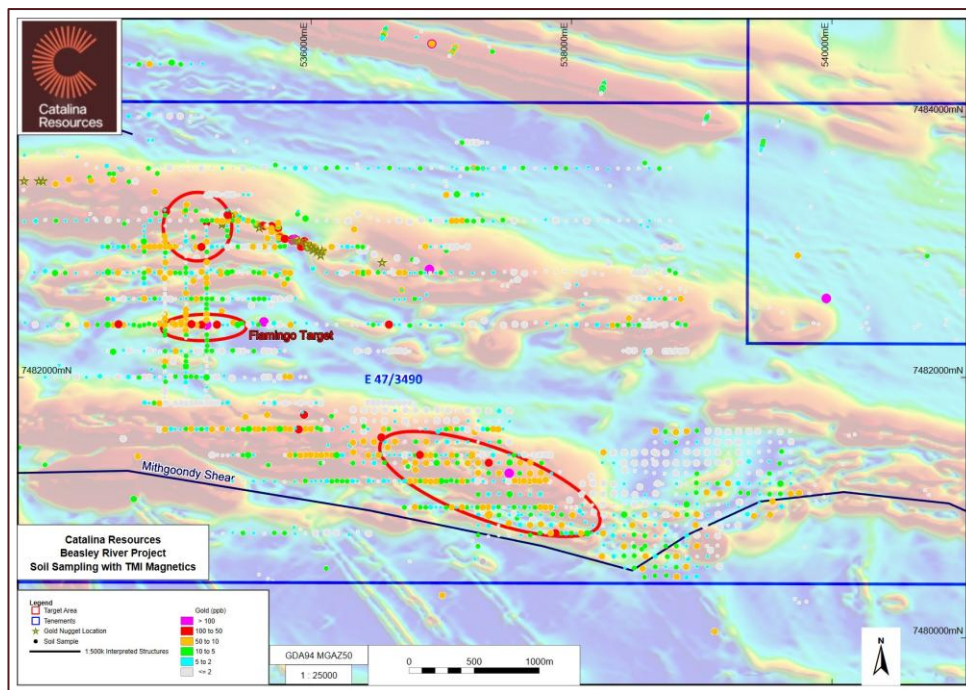 Catalina
Resources
536000mE
538000mE
540000mE
7484000mN
Flamingo Target
7482000mN
7482000mN
E 47/3490
Mithgoondy Shear
Catalina Resources
Beasley River Project
Soil Sampling with TMI Magnetics
Legend
Target Area
Tenements
Gold Nugget Location
Soil Sample
1:500k Interpreted Structures
Gold (ppb)
> 100
100 to 50
50 to 10
10 to 5
5 to 2
<= 2
GDA94 MGAZ50
1 : 25000
0 500 1000m
N
7480000mN